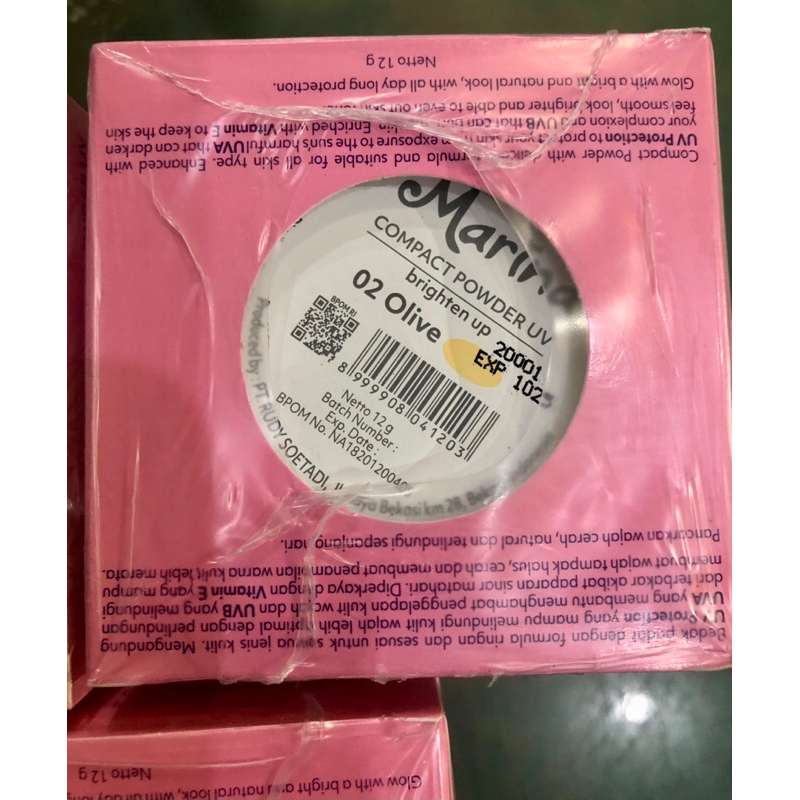 Netto 12 g
Glow with a bright and natural look, with all day long protection.
Compact Powder with delica formula and suitable for all skin type. Enhanced with
UV Protection to protect your skin exposure to the sun's harmful UVA that can darken
your complexion and UVB that can bur skin. Enriched with Vitamin E to keep the skin
feel smooth, look brighter and able to even out skin tone.
Marina
COMPACT POWDER UV
brighten up
02 Olive
BPOM RI
20001
EXP 102
8 999908 041203
Netto 12 g
Batch Number :
Exp. Date :
BPOM No. NA1820120040
Produced by : PT. RUDY SOETADI, Jl. Raya Bekasi km 28,
Bedak padat dengan formula ringan dan sesuai untuk semua jenis kulit. Mengandung
UV Protection yang mampu melindungi kulit wajah lebih optimal dengan perlindungan
UVA yang membantu menghambat penggelapan kulit wajah dan UVB yang melindungi
dari terbakar akibat paparan sinar matahari. Diperkaya dengan Vitamin E yang mampu
membuat wajah tampak halus, cerah dan membuat penampilan warna kulit lebih merata.
Pancarkan wajah cerah, natural dan terlindungi sepanjang hari.
Netto 12 g
Glow with a bright and natural look, with all day long